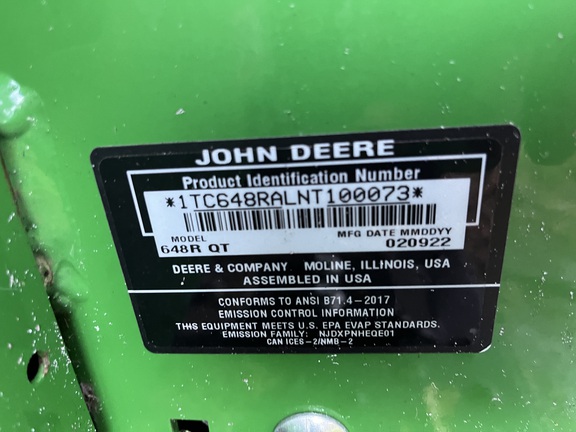 JOHN DEERE
Product Identification Number
*1TC648RALNT100073*
MODEL
648R QT
MFG DATE MMDDYY
020922
DEERE & COMPANY MOLINE, ILLINOIS, USA
ASSEMBLED IN USA
CONFORMS TO ANSI B71.4-2017
EMISSION CONTROL INFORMATION
THIS EQUIPMENT MEETS U.S. EPA EVAP STANDARDS.
EMISSION FAMILY: NJDXPNHEQE01
CAN ICES-2/NMB-2